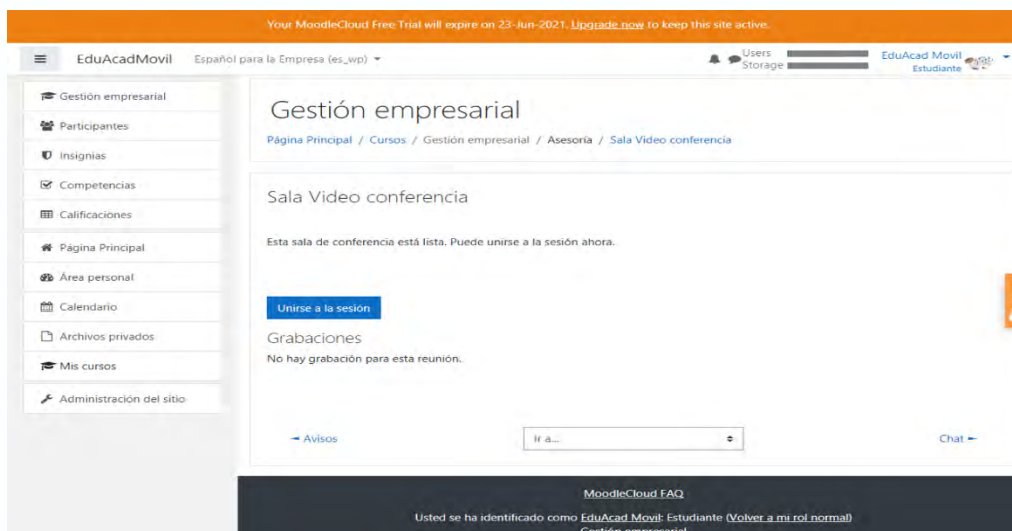 Your MoodleCloud Free Trial will expire on 23-Jun-2021. Upgrade now to keep this site active.
EduAcadMovil Español para la Empresa (es_wp) Users EduAcad Movil
Storage Estudiante
Gestión empresarial
Participantes
Insignias
Competencias
Calificaciones
Página Principal
Área personal
Calendario
Archivos privados
Mis cursos
Administración del sitio
Gestión empresarial
Página Principal / Cursos / Gestión empresarial / Asesoría / Sala Video conferencia
Sala Video conferencia
Esta sala de conferencia está lista. Puede unirse a la sesión ahora.
Unirse a la sesión
Grabaciones
No hay grabación para esta reunión.
◄ Avisos Ir a... Chat ►
MoodleCloud FAQ
Usted se ha identificado como EduAcad Movil: Estudiante (Volver a mi rol normal)
Gestión empresarial